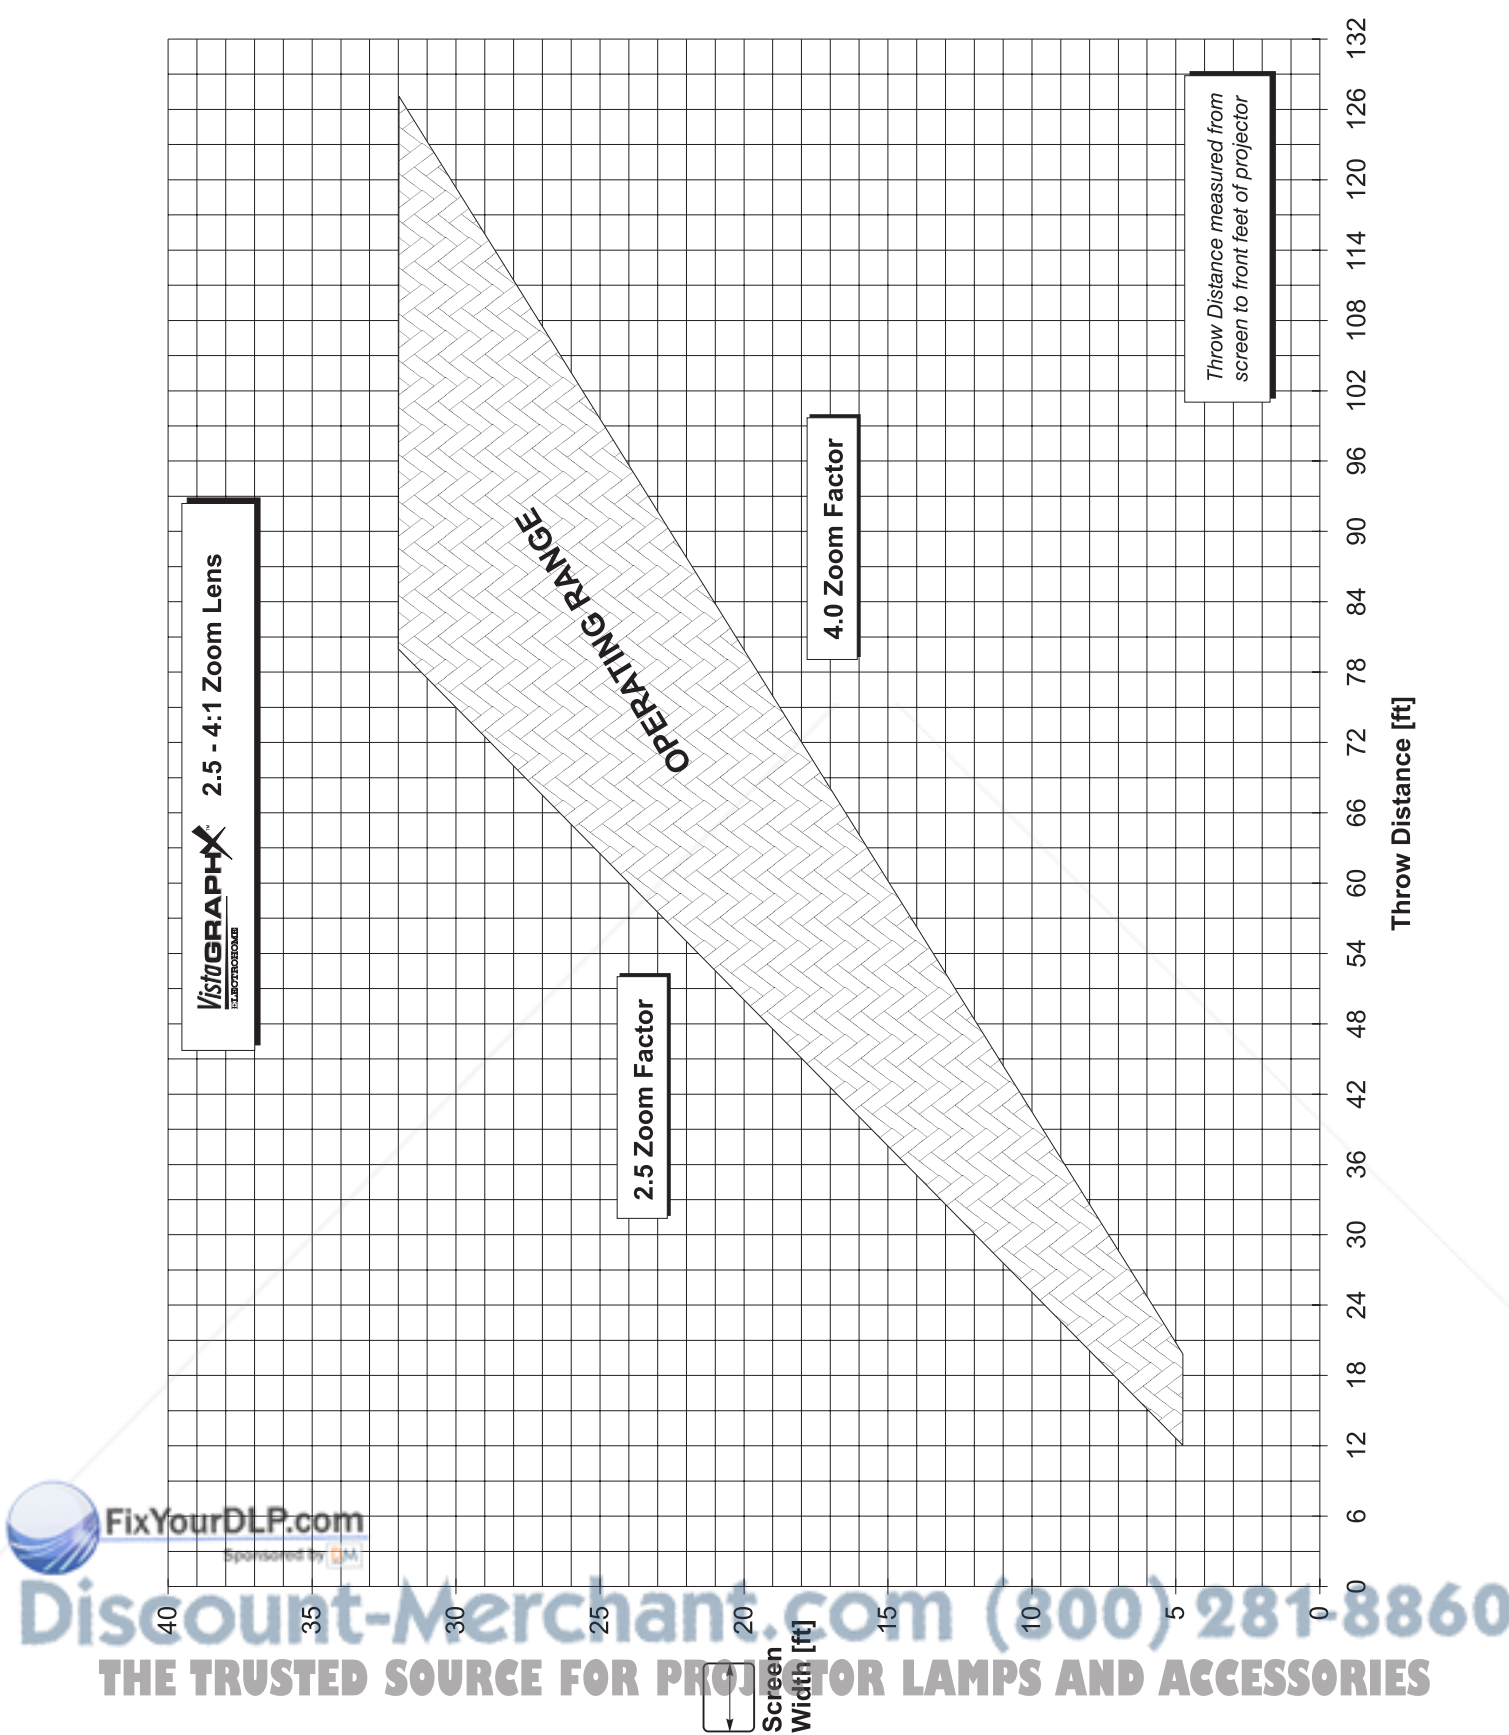 VistaGRAPHX™ 2.5 - 4:1 Zoom Lens
ELECTROHOME
OPERATING RANGE
2.5 Zoom Factor
4.0 Zoom Factor
Throw Distance measured from
screen to front feet of projector
40
35
30
25
20
15
10
5
0
Screen
Width [ft]
0
6
12
18
24
30
36
42
48
54
60
66
72
78
84
90
96
102
108
114
120
126
132
Throw Distance [ft]
FixYourDLP.com
Sponsored by DM
Discount-Merchant.com (800) 281-8860
THE TRUSTED SOURCE FOR PROJECTOR LAMPS AND ACCESSORIES